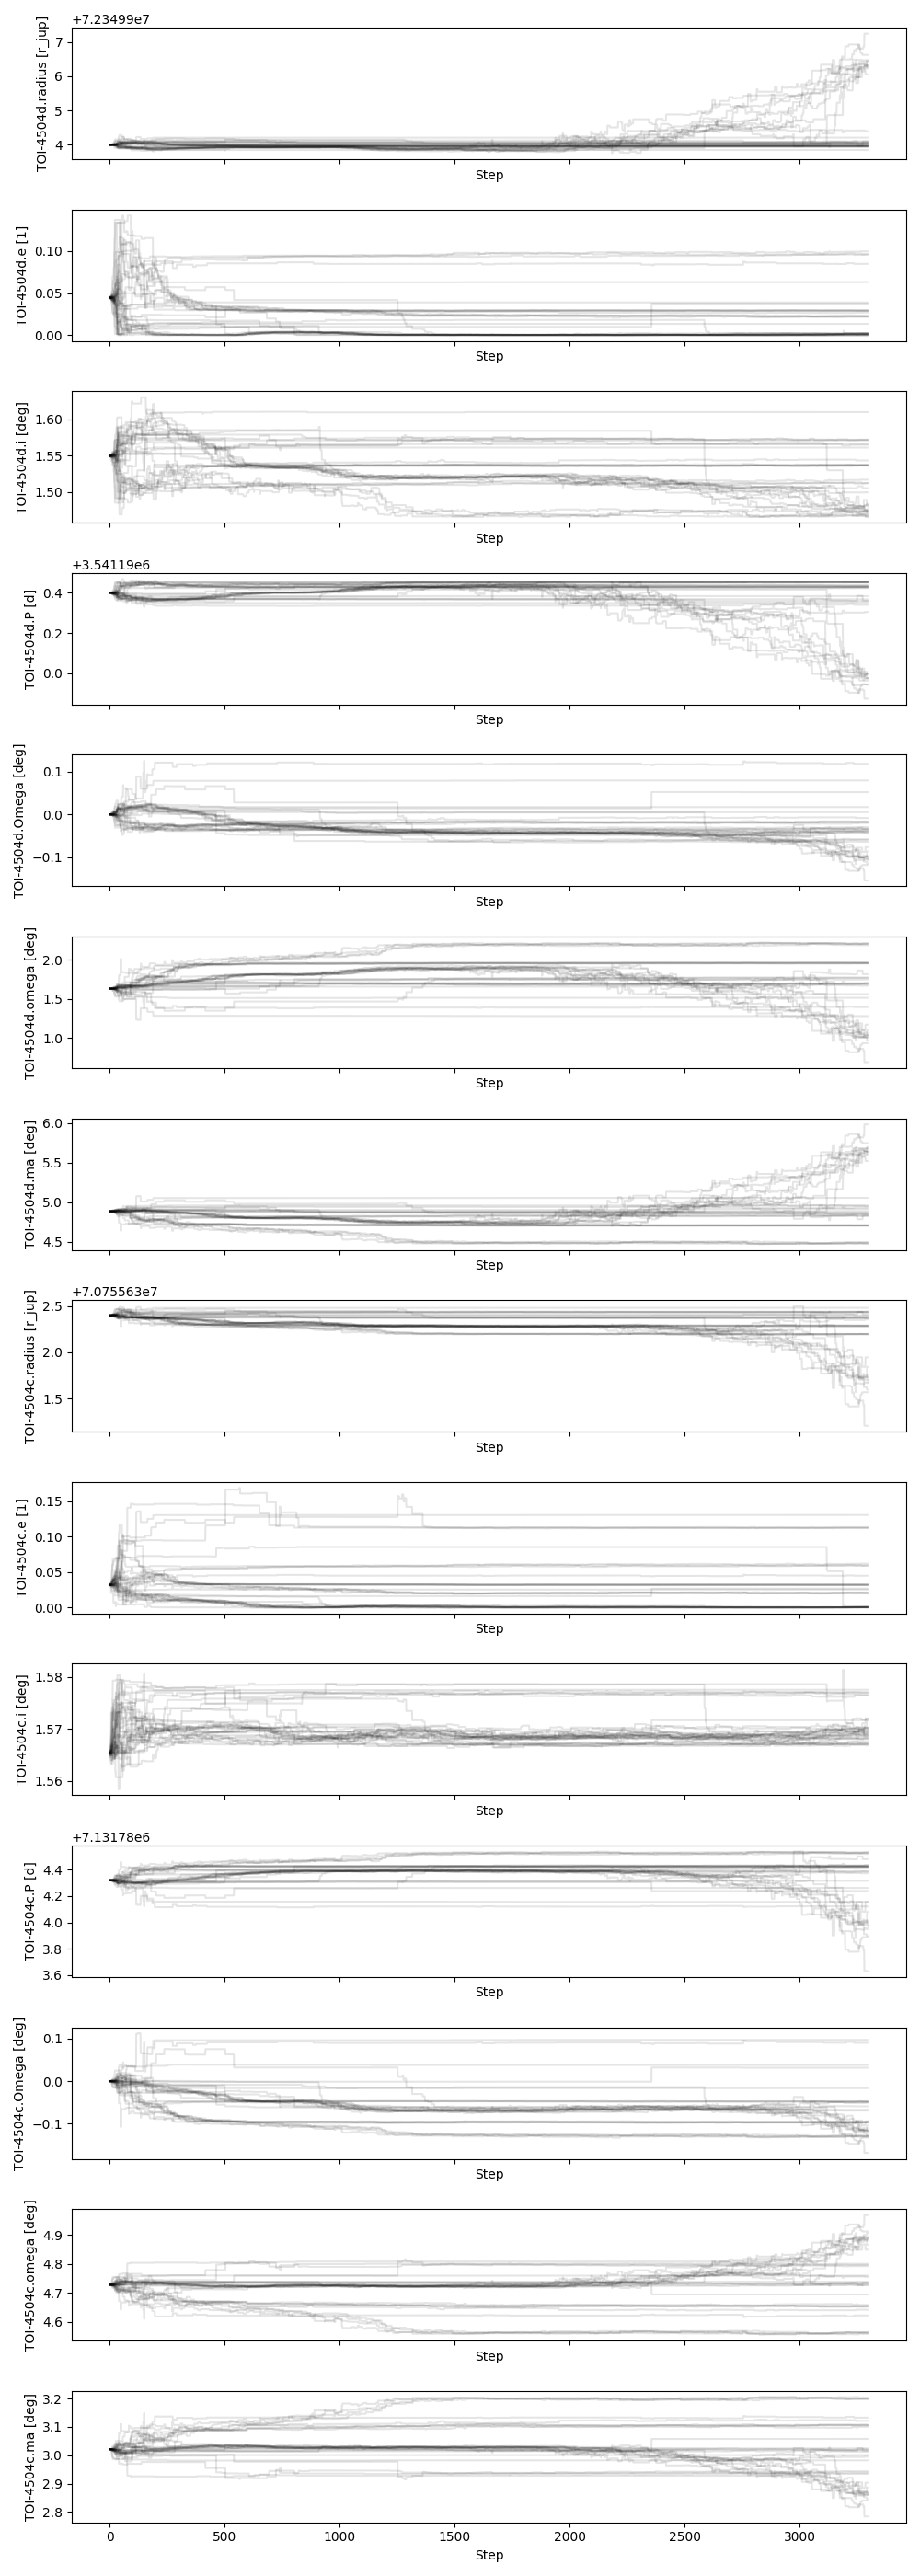 +7.23499e7
TOI-4504d.radius [r_jup]
7
6
5
4
Step
TOI-4504d.e [1]
0.10
0.05
0.00
Step
TOI-4504d.i [deg]
1.60
1.55
1.50
Step
+3.54119e6
TOI-4504d.P [d]
0.4
0.2
0.0
Step
TOI-4504d.Omega [deg]
0.1
0.0
−0.1
Step
TOI-4504d.omega [deg]
2.0
1.5
1.0
Step
TOI-4504d.ma [deg]
6.0
5.5
5.0
4.5
Step
+7.075563e7
TOI-4504c.radius [r_jup]
2.5
2.0
1.5
Step
TOI-4504c.e [1]
0.15
0.10
0.05
0.00
Step
TOI-4504c.i [deg]
1.58
1.57
1.56
Step
+7.13178e6
TOI-4504c.P [d]
4.4
4.2
4.0
3.8
3.6
Step
TOI-4504c.Omega [deg]
0.1
0.0
−0.1
Step
TOI-4504c.omega [deg]
4.9
4.8
4.7
4.6
Step
TOI-4504c.ma [deg]
3.2
3.1
3.0
2.9
2.8
0 500 1000 1500 2000 2500 3000
Step